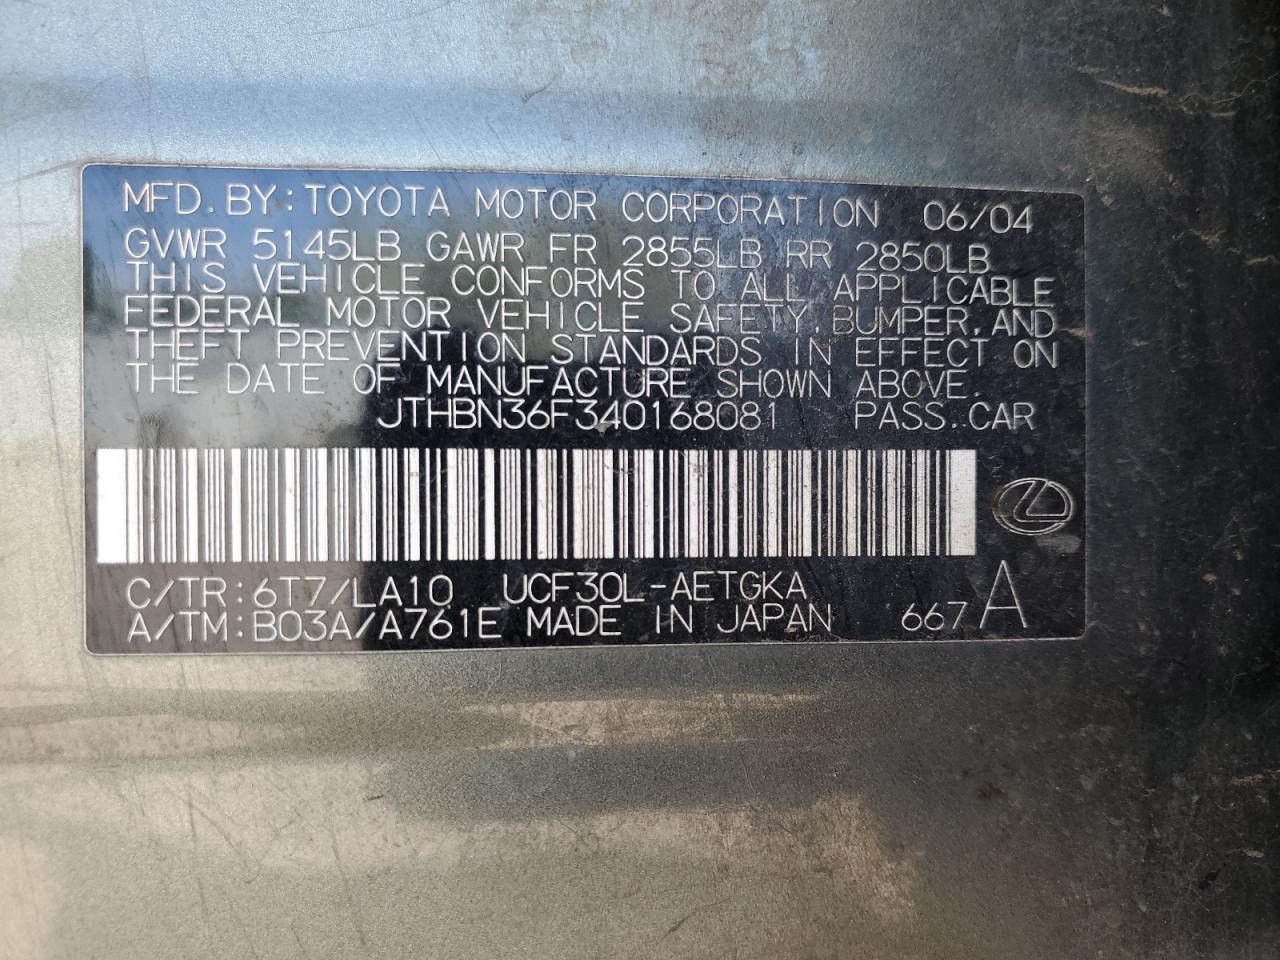 MFD. BY: TOYOTA MOTOR CORPORATION 06/04
GVWR 5145LB GAWR FR 2855LB RR 2850LB
THIS VEHICLE CONFORMS TO ALL APPLICABLE
FEDERAL MOTOR VEHICLE SAFETY, BUMPER, AND
THEFT PREVENTION STANDARDS IN EFFECT ON
THE DATE OF MANUFACTURE SHOWN ABOVE.
JTHBN36F340168081 PASS. CAR
C/TR: 6T7/LA10 UCF30L-AETGKA
A/TM: B03A/A761E MADE IN JAPAN 667 A